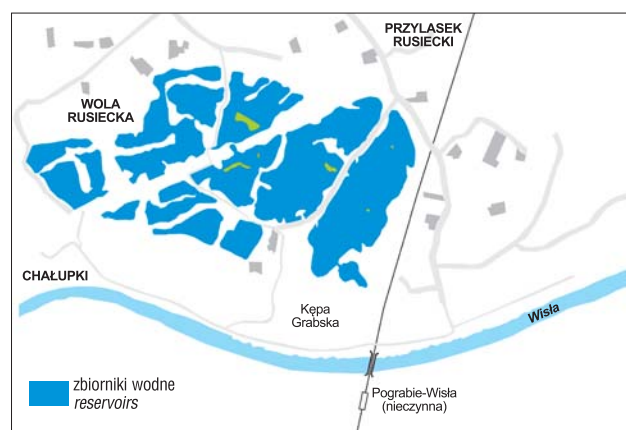 PRZYLASEK
RUSIECKI
WOLA
RUSIECKA
CHAŁUPKI
Kępa
Grabska
Wisła
zbiorniki wodne
reservoirs
Pograbie-Wisła
(nieczynna)